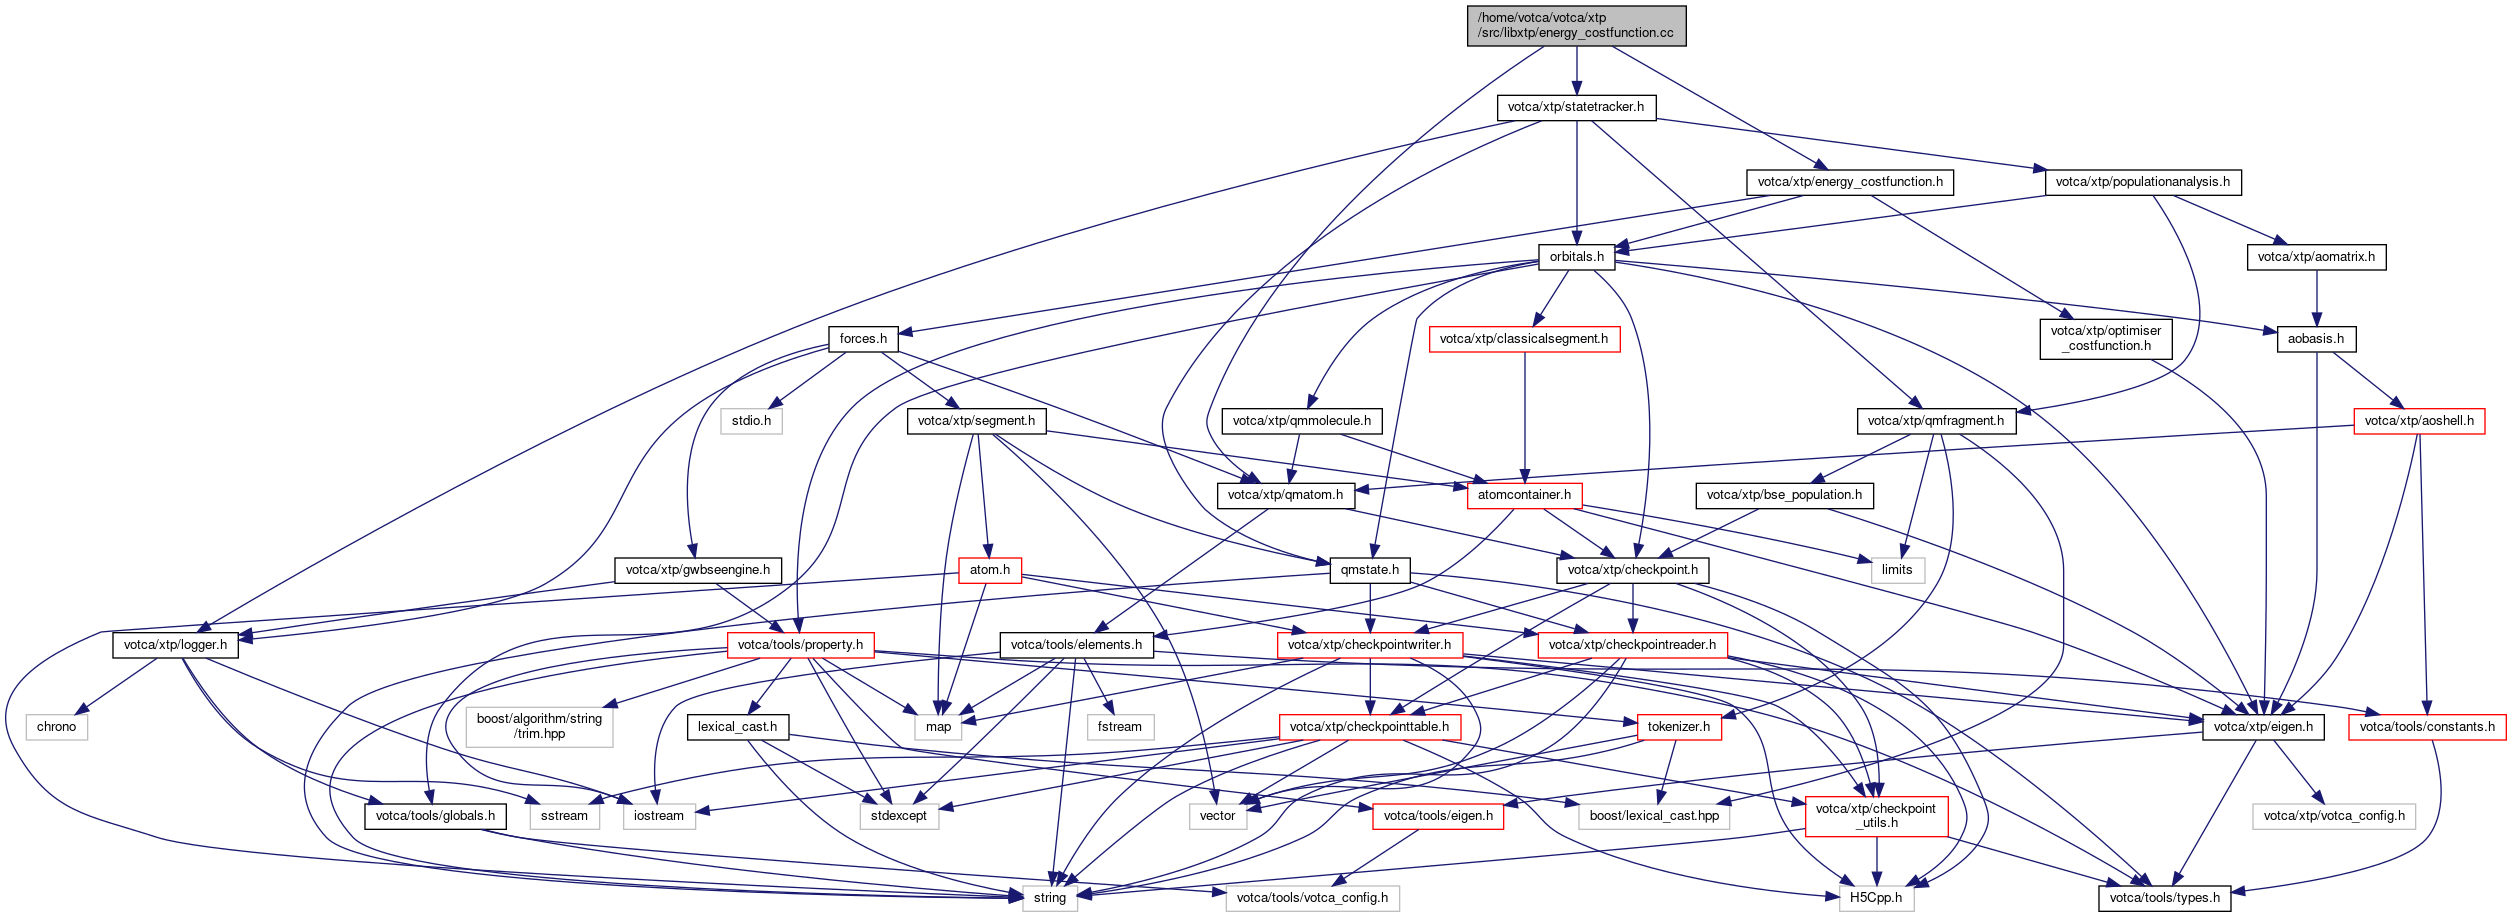 /home/votca/votca/xtp
/src/libxtp/energy_costfunction.cc
votca/xtp/statetracker.h
votca/xtp/energy_costfunction.h
votca/xtp/populationanalysis.h
orbitals.h
votca/xtp/aomatrix.h
forces.h
votca/xtp/classicalsegment.h
votca/xtp/optimiser
_costfunction.h
aobasis.h
stdio.h
votca/xtp/segment.h
votca/xtp/qmmolecule.h
votca/xtp/qmfragment.h
votca/xtp/aoshell.h
votca/xtp/qmatom.h
atomcontainer.h
votca/xtp/bse_population.h
votca/xtp/gwbseengine.h
atom.h
qmstate.h
votca/xtp/checkpoint.h
limits
votca/xtp/logger.h
votca/tools/property.h
votca/tools/elements.h
votca/xtp/checkpointwriter.h
votca/xtp/checkpointreader.h
chrono
boost/algorithm/string
/trim.hpp
lexical_cast.h
map
fstream
votca/xtp/checkpointtable.h
tokenizer.h
votca/xtp/eigen.h
votca/tools/constants.h
votca/tools/globals.h
sstream
iostream
stdexcept
vector
votca/tools/eigen.h
boost/lexical_cast.hpp
votca/xtp/checkpoint
_utils.h
votca/xtp/votca_config.h
string
votca/tools/votca_config.h
H5Cpp.h
votca/tools/types.h